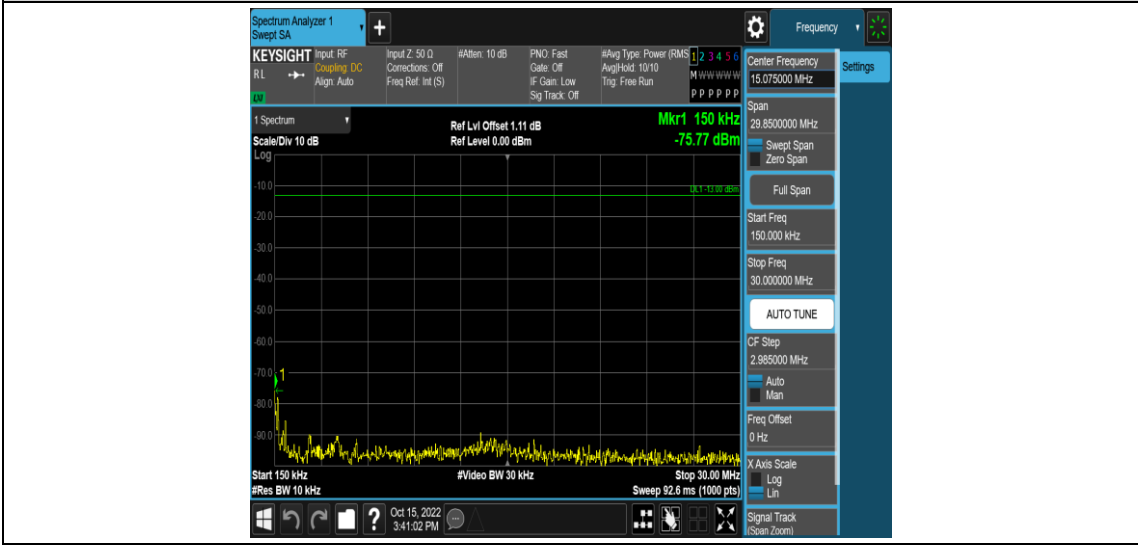 Spectrum Analyzer 1
Swept SA
+
Frequency
KEYSIGHT
RL
LNI
Input: RF
Coupling: DC
Align: Auto
Input Z: 50 Ω
Corrections: Off
Freq Ref: Int (S)
#Atten: 10 dB
PNO: Fast
Gate: Off
IF Gain: Low
Sig Track: Off
#Avg Type: Power (RMS
Avg|Hold: 10/10
Trig: Free Run
1 2 3 4 5 6
M W W W W W
P P P P P P
1 Spectrum
Scale/Div 10 dB
Log
Ref Lvl Offset 1.11 dB
Ref Level 0.00 dBm
Mkr1 150 kHz
-75.77 dBm
DL1 -13.00 dBm
-10.0
-20.0
-30.0
-40.0
-50.0
-60.0
-70.0
1
-80.0
-90.0
Start 150 kHz
#Video BW 30 kHz
Stop 30.00 MHz
#Res BW 10 kHz
Sweep 92.6 ms (1000 pts)
?
Oct 15, 2022
3:41:02 PM
Center Frequency
15.075000 MHz
Settings
Span
29.8500000 MHz
Swept Span
Zero Span
Full Span
Start Freq
150.000 kHz
Stop Freq
30.000000 MHz
AUTO TUNE
CF Step
2.985000 MHz
Auto
Man
Freq Offset
0 Hz
X Axis Scale
Log
Lin
Signal Track
(Span Zoom)